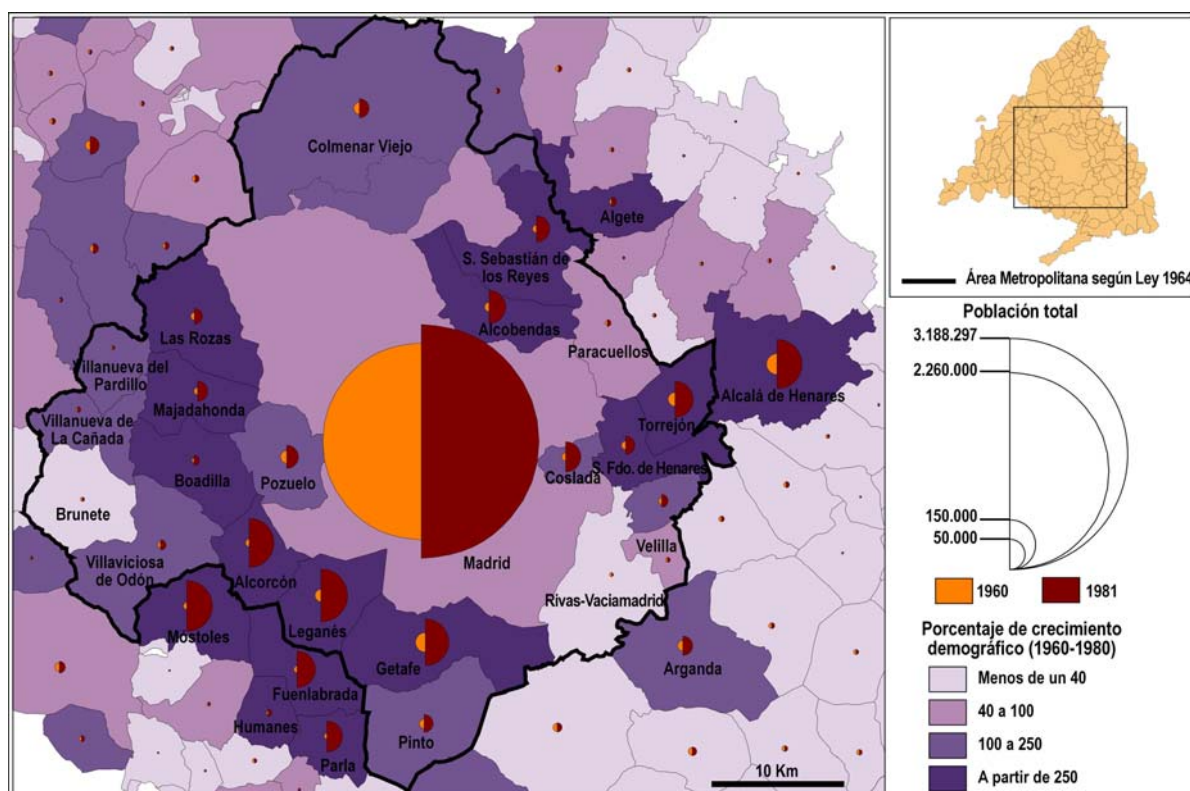 Colmenar Viejo
Algete
S. Sebastián de
los Reyes
Alcobendas
Las Rozas
Paracuellos
Villanueva del
Pardillo
Alcalá de Henares
Majadahonda
Torrejón
Villanueva de
La Cañada
S. Fdo. de Henares
Coslada
Boadilla
Pozuelo
Brunete
Velilla
Madrid
Villaviciosa
de Odón
Alcorcón
Rivas-Vaciamadrid
Leganés
Móstoles
Getafe
Arganda
Fuenlabrada
Humanes
Pinto
Parla
10 Km
Área Metropolitana según Ley 1964
Población total
3.188.297
2.260.000
150.000
50.000
1960
1981
Porcentaje de crecimiento
demográfico (1960-1980)
Menos de un 40
40 a 100
100 a 250
A partir de 250